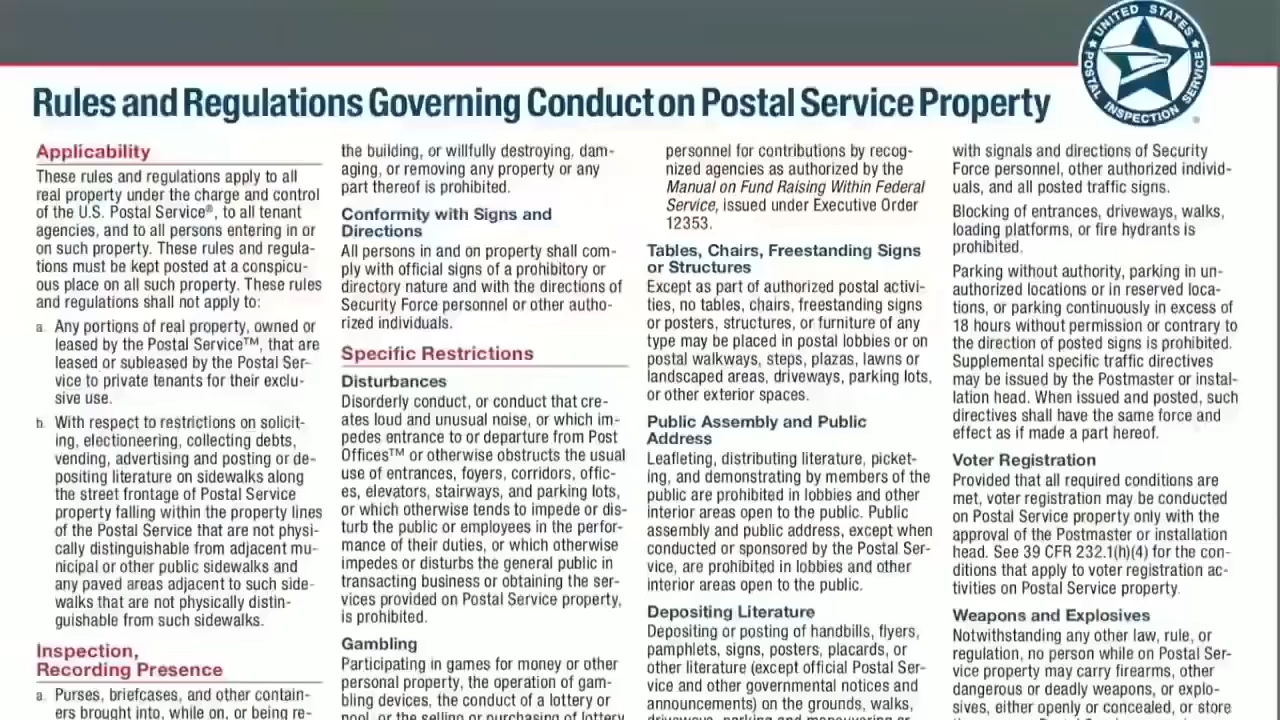 UNITED STATES
POSTAL INSPECTION SERVICE
Rules and Regulations Governing Conduct on Postal Service Property
Applicability
These rules and regulations apply to all
real property under the charge and control
of the U.S. Postal Service®, to all tenant
agencies, and to all persons entering in or
on such property. These rules and regula-
tions must be kept posted at a conspicu-
ous place on all such property. These rules
and regulations shall not apply to:
a. Any portions of real property, owned or
leased by the Postal Service™, that are
leased or subleased by the Postal Ser-
vice to private tenants for their exclu-
sive use.
b. With respect to restrictions on solicit-
ing, electioneering, collecting debts,
vending, advertising and posting or de-
positing literature on sidewalks along
the street frontage of Postal Service
property falling within the property lines
of the Postal Service that are not physi-
cally distinguishable from adjacent mu-
nicipal or other public sidewalks and
any paved areas adjacent to such side-
walks that are not physically distin-
guishable from such sidewalks.
Inspection,
Recording Presence
a. Purses, briefcases, and other contain-
ers brought into, while on, or being re-
the building, or willfully destroying, dam-
aging, or removing any property or any
part thereof is prohibited.
Conformity with Signs and
Directions
All persons in and on property shall com-
ply with official signs of a prohibitory or
directory nature and with the directions of
Security Force personnel or other autho-
rized individuals.
Specific Restrictions
Disturbances
Disorderly conduct, or conduct that cre-
ates loud and unusual noise, or which im-
pedes entrance to or departure from Post
Offices™ or otherwise obstructs the usual
use of entrances, foyers, corridors, offic-
es, elevators, stairways, and parking lots,
or which otherwise tends to impede or dis-
turb the public or employees in the perfor-
mance of their duties, or which otherwise
impedes or disturbs the general public in
transacting business or obtaining the ser-
vices provided on Postal Service property,
is prohibited.
Gambling
Participating in games for money or other
personal property, the operation of gam-
bling devices, the conduct of a lottery or
pool, or the selling or purchasing of lottery
personnel for contributions by recog-
nized agencies as authorized by the
Manual on Fund Raising Within Federal
Service, issued under Executive Order
12353.
Tables, Chairs, Freestanding Signs
or Structures
Except as part of authorized postal activi-
ties, no tables, chairs, freestanding signs
or posters, structures, or furniture of any
type may be placed in postal lobbies or on
postal walkways, steps, plazas, lawns or
landscaped areas, driveways, parking lots,
or other exterior spaces.
Public Assembly and Public
Address
Leafleting, distributing literature, picket-
ing, and demonstrating by members of the
public are prohibited in lobbies and other
interior areas open to the public. Public
assembly and public address, except when
conducted or sponsored by the Postal Ser-
vice, are prohibited in lobbies and other
interior areas open to the public.
Depositing Literature
Depositing or posting of handbills, flyers,
pamphlets, signs, posters, placards, or
other literature (except official Postal Ser-
vice and other governmental notices and
announcements) on the grounds, walks,
driveways, parking and maneuvering or
with signals and directions of Security
Force personnel, other authorized individ-
uals, and all posted traffic signs.
Blocking of entrances, driveways, walks,
loading platforms, or fire hydrants is
prohibited.
Parking without authority, parking in un-
authorized locations or in reserved loca-
tions, or parking continuously in excess of
18 hours without permission or contrary to
the direction of posted signs is prohibited.
Supplemental specific traffic directives
may be issued by the Postmaster or instal-
lation head. When issued and posted, such
directives shall have the same force and
effect as if made a part hereof.
Voter Registration
Provided that all required conditions are
met, voter registration may be conducted
on Postal Service property only with the
approval of the Postmaster or installation
head. See 39 CFR 232.1(h)(4) for the con-
ditions that apply to voter registration ac-
tivities on Postal Service property.
Weapons and Explosives
Notwithstanding any other law, rule, or
regulation, no person while on Postal Ser-
vice property may carry firearms, other
dangerous or deadly weapons, or explo-
sives, either openly or concealed, or store